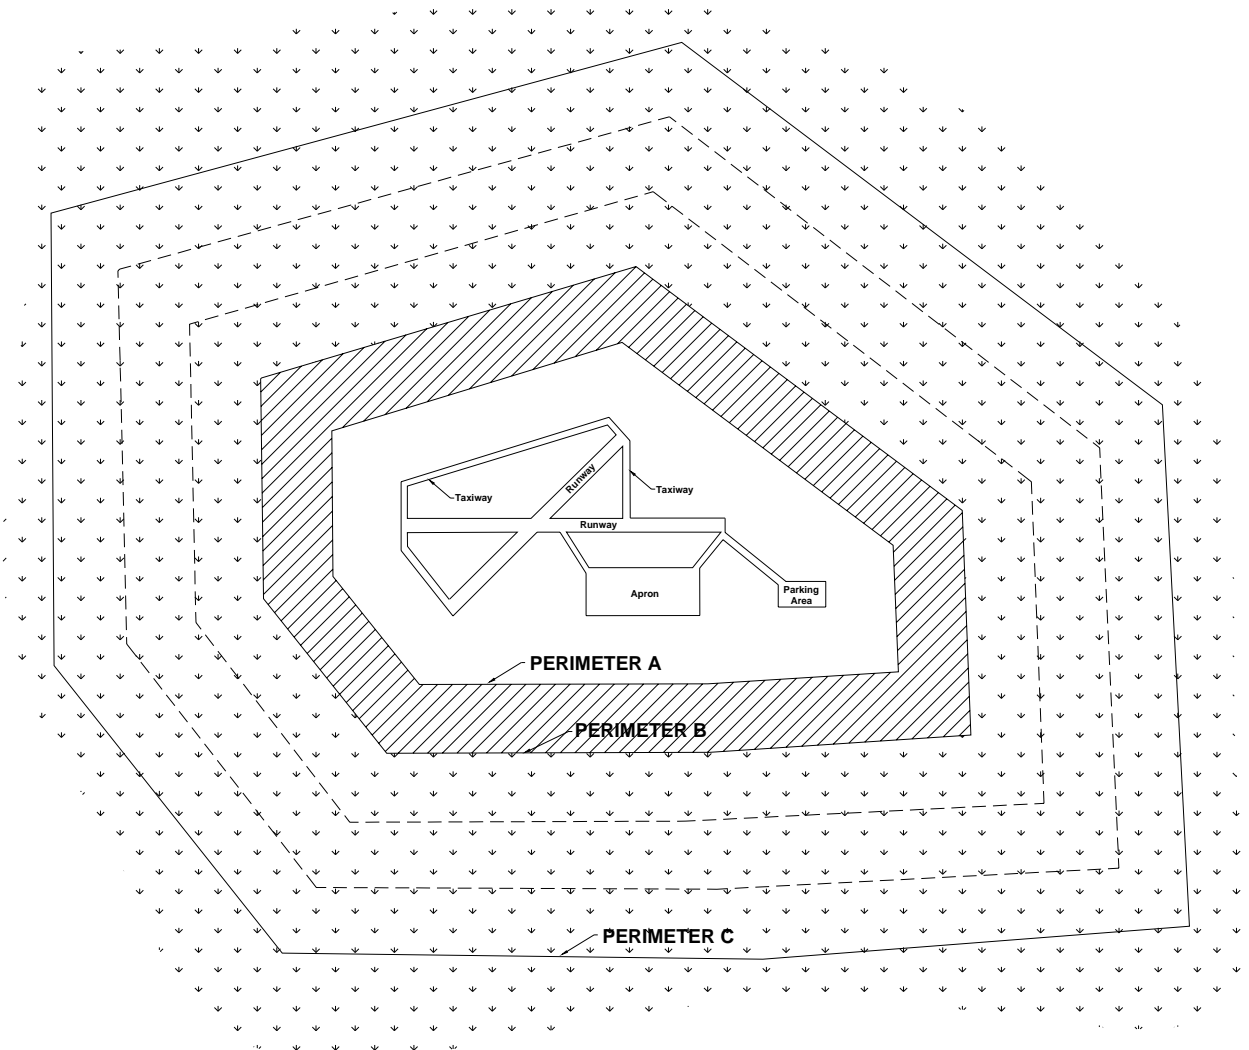 Runway
Taxiway
Taxiway
Runway
Apron
Parking
Area
PERIMETER A
PERIMETER B
PERIMETER C